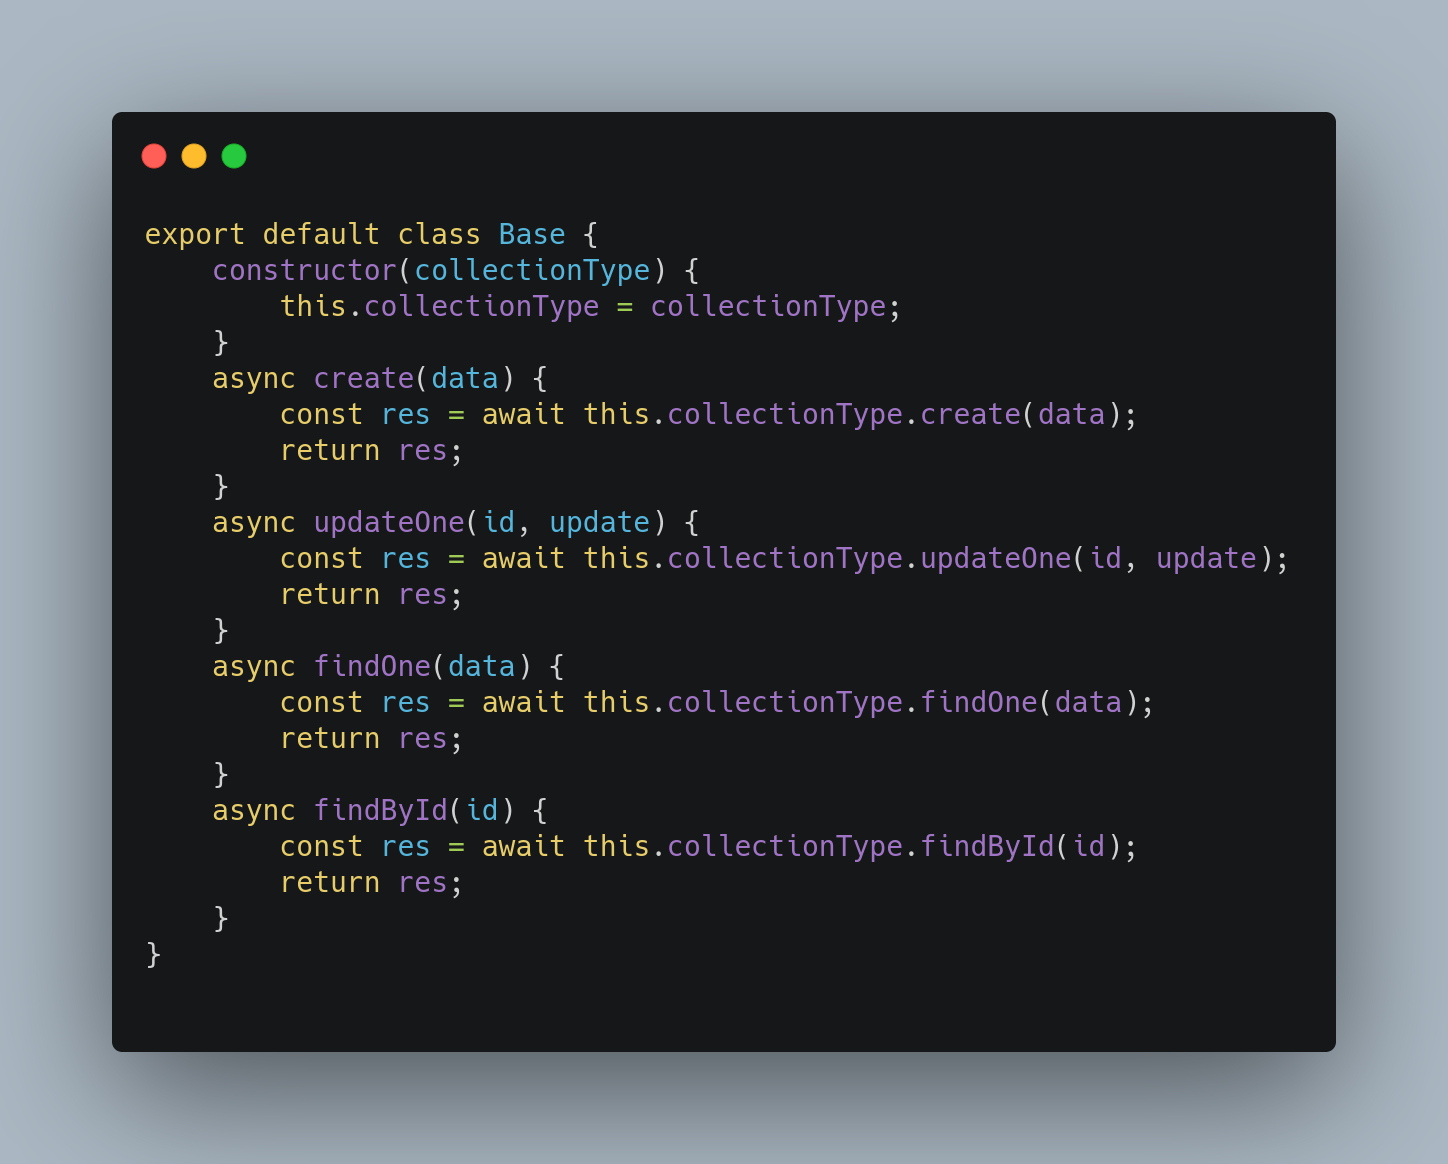 export default class Base {
    constructor(collectionType) {
        this.collectionType = collectionType;
    }
    async create(data) {
        const res = await this.collectionType.create(data);
        return res;
    }
    async updateOne(id, update) {
        const res = await this.collectionType.updateOne(id, update);
        return res;
    }
    async findOne(data) {
        const res = await this.collectionType.findOne(data);
        return res;
    }
    async findById(id) {
        const res = await this.collectionType.findById(id);
        return res;
    }
}